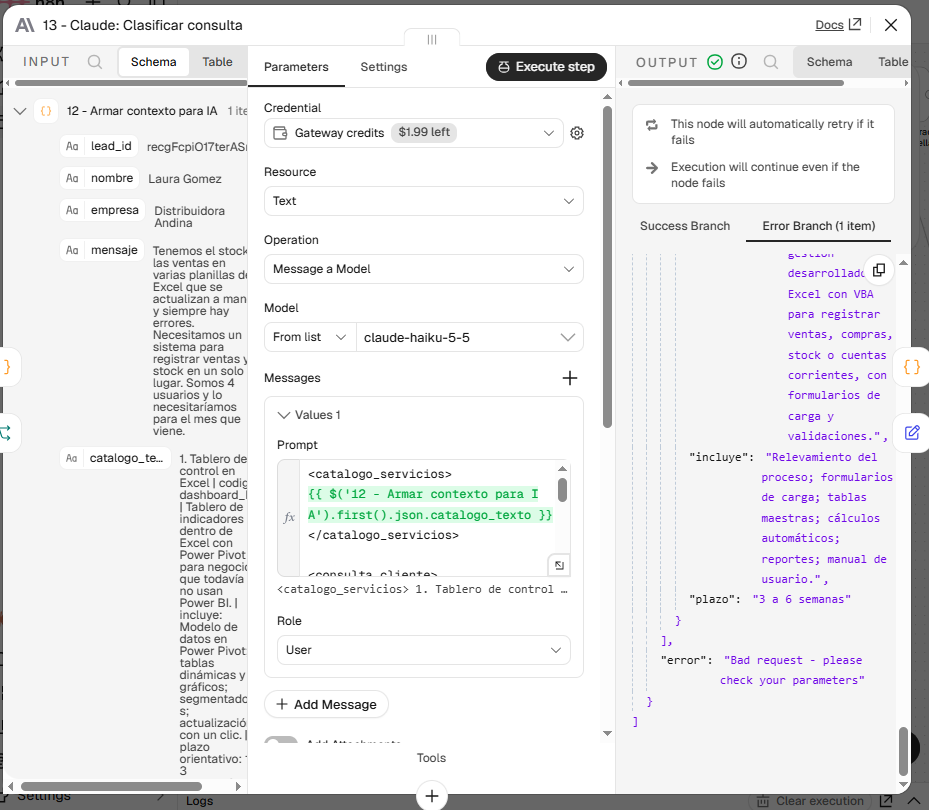 13 - Claude: Clasificar consulta
Docs
INPUT
Schema
Table
12 - Armar contexto para IA 1 ite
Aa lead_id recgFcpiO17terASr
Aa nombre Laura Gomez
Aa empresa Distribuidora
Andina
Aa mensaje Tenemos el stock
las ventas en
varias planillas de
Excel que se
actualizan a man
y siempre hay
errores.
Necesitamos un
sistema para
registrar ventas y
stock en un solo
lugar. Somos 4
usuarios y lo
necesitaríamos
para el mes que
viene.
Aa catalogo_te... 1. Tablero de
control en
Excel | codig
dashboard_
| Tablero de
indicadores
dentro de
Excel con
Power Pivot
para negoci
que todavía
no usan
Power BI. |
incluye:
Modelo de
datos en
Power Pivot
tablas
dinámicas y
gráficos;
segmentado
s;
actualizació
con un clic. |
plazo
orientativo: 
3
Parameters
Settings
Execute step
Credential
Gateway credits $1.99 left
Resource
Text
Operation
Message a Model
Model
From list
claude-haiku-5-5
Messages
Values 1
Prompt
fx
<catalogo_servicios>
{{ $('12 - Armar contexto para I
A').first().json.catalogo_texto }}
</catalogo_servicios>
<consulta_cliente>
<catalogo_servicios> 1. Tablero de control …
Role
User
Add Message
Add Attachments
Tools
OUTPUT
Schema
Table
This node will automatically retry if it
fails
Execution will continue even if the
node fails
Success Branch
Error Branch (1 item)
gestión
desarrollado
Excel con VBA
para registrar
ventas, compras,
stock o cuentas
corrientes, con
formularios de
carga y
validaciones.",
"incluye": "Relevamiento del
proceso; formularios
de carga; tablas
maestras; cálculos
automáticos;
reportes; manual de
usuario.",
"plazo": "3 a 6 semanas"
}
],
"error": "Bad request - please
check your parameters"
}
]
Settings
Logs
Clear execution